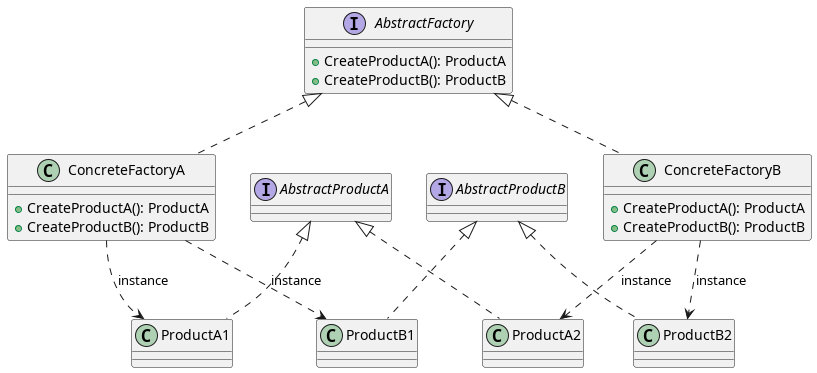 I AbstractFactory
CreateProductA(): ProductA
CreateProductB(): ProductB
C ConcreteFactoryA
CreateProductA(): ProductA
CreateProductB(): ProductB
I AbstractProductA
I AbstractProductB
C ConcreteFactoryB
CreateProductA(): ProductA
CreateProductB(): ProductB
instance
instance
instance
instance
C ProductA1
C ProductB1
C ProductA2
C ProductB2